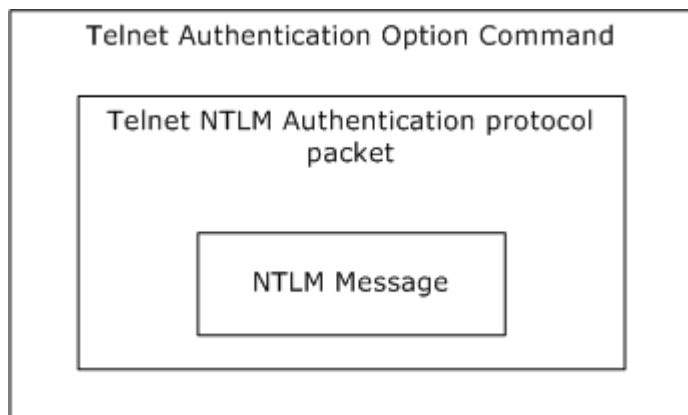 Telnet Authentication Option Command
Telnet NTLM Authentication protocol
packet
NTLM Message